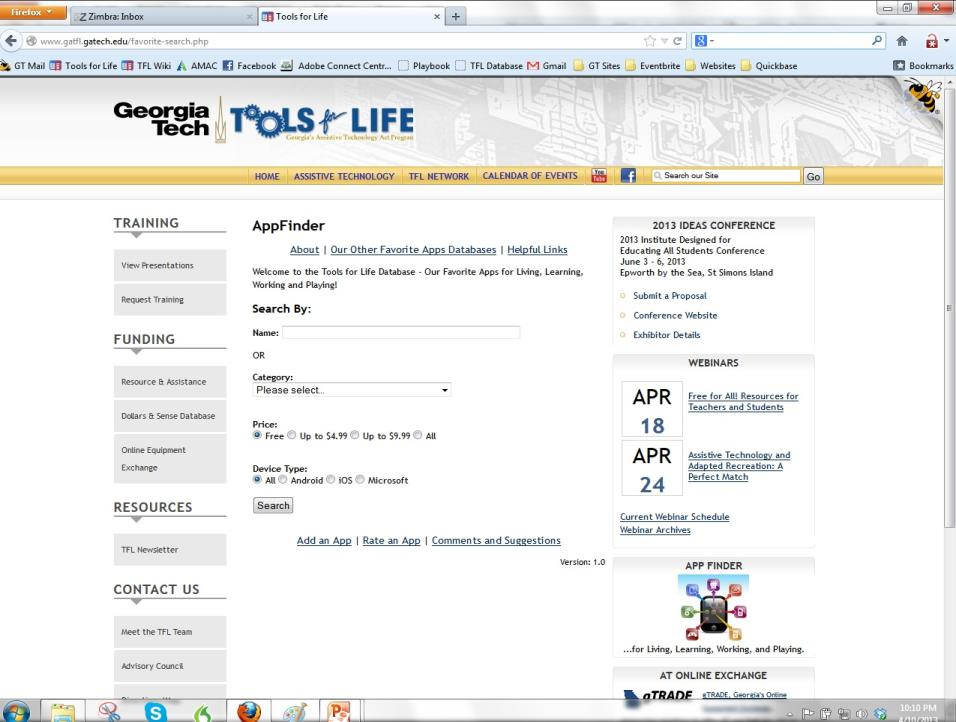 Firefox
Zimbra: Inbox
Tools for Life
www.gatfl.gatech.edu/favorite-search.php
GT Mail Tools for Life TFL Wiki AMAC Facebook Adobe Connect Centr... Playbook TFL Database Gmail GT Sites Eventbrite Websites Quickbase Bookmarks
Georgia Tech
TOOLS for LIFE
Georgia's Assistive Technology Act Program
HOME ASSISTIVE TECHNOLOGY TFL NETWORK CALENDAR OF EVENTS You Tube Search our Site Go
TRAINING
View Presentations
Request Training
FUNDING
Resource & Assistance
Dollars & Sense Database
Online Equipment
Exchange
RESOURCES
TFL Newsletter
CONTACT US
Meet the TFL Team
Advisory Council
AppFinder
About | Our Other Favorite Apps Databases | Helpful Links
Welcome to the Tools for Life Database - Our Favorite Apps for Living, Learning,
Working and Playing!
Search By:
Name:
OR
Category:
Please select...
Price:
Free Up to $4.99 Up to $9.99 All
Device Type:
All Android iOS Microsoft
Search
Add an App | Rate an App | Comments and Suggestions
Version: 1.0
2013 IDEAS CONFERENCE
2013 Institute Designed for
Educating All Students Conference
June 3 - 6, 2013
Epworth by the Sea, St Simons Island
Submit a Proposal
Conference Website
Exhibitor Details
WEBINARS
APR
18
Free for All! Resources for
Teachers and Students
APR
24
Assistive Technology and
Adapted Recreation: A
Perfect Match
Current Webinar Schedule
Webinar Archives
APP FINDER
...for Living, Learning, Working, and Playing.
AT ONLINE EXCHANGE
gTRADE
gTRADE, Georgia's Online
10:10 PM
4/10/2013